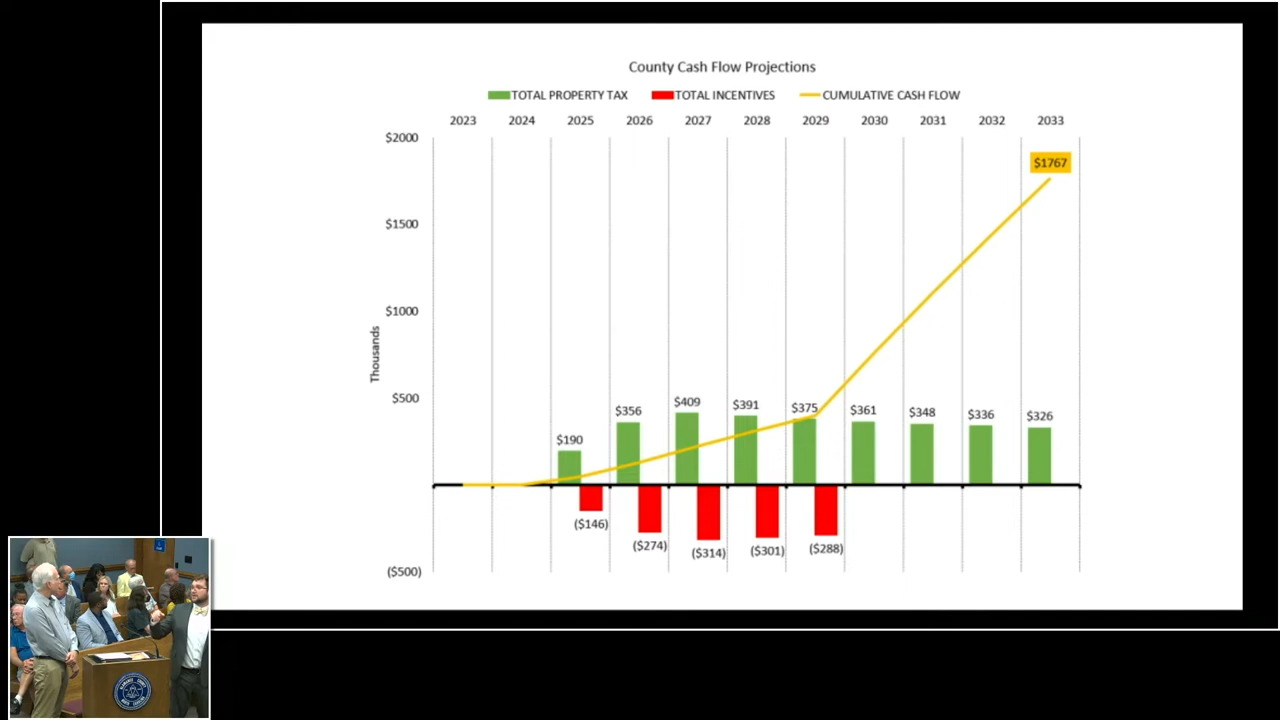 County Cash Flow Projections
TOTAL PROPERTY TAX TOTAL INCENTIVES CUMULATIVE CASH FLOW
2023 2024 2025 2026 2027 2028 2029 2030 2031 2032 2033
$2000
$1767
$1500
$1000
Thousands
$500
$190 $356 $409 $391 $375 $361 $348 $336 $326
($146) ($274) ($314) ($301) ($288)
($500)